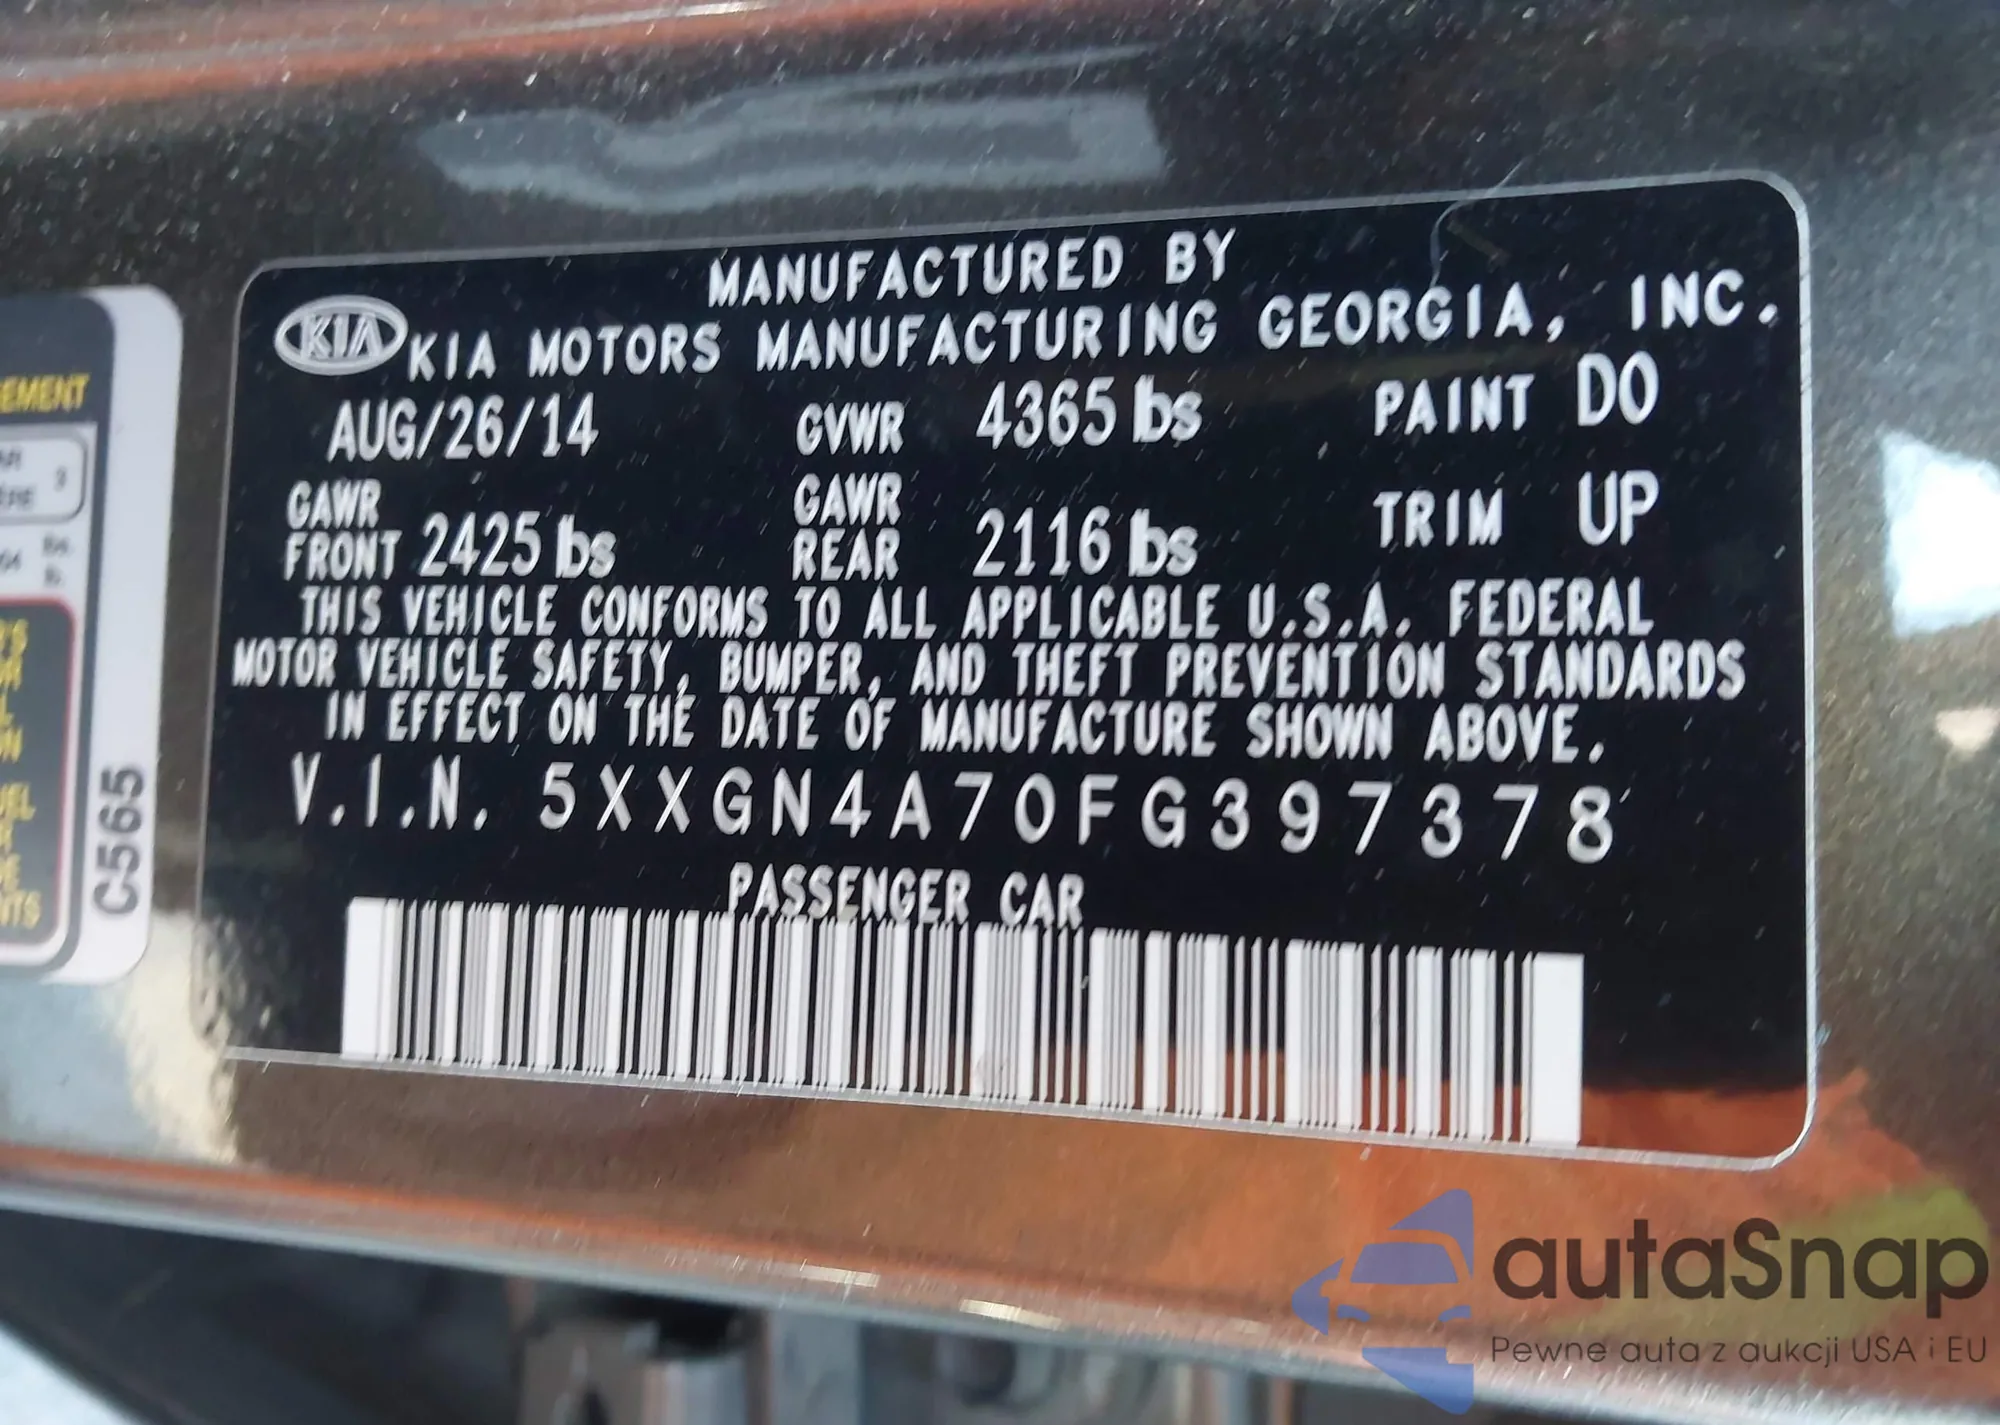 MANUFACTURED BY
KIA KIA MOTORS MANUFACTURING GEORGIA, INC.
AUG/26/14 GVWR 4365 lbs PAINT DO
GAWR FRONT 2425 lbs GAWR REAR 2116 lbs TRIM UP
THIS VEHICLE CONFORMS TO ALL APPLICABLE U.S.A. FEDERAL
MOTOR VEHICLE SAFETY, BUMPER, AND THEFT PREVENTION STANDARDS
IN EFFECT ON THE DATE OF MANUFACTURE SHOWN ABOVE.
V.I.N. 5XXGN4A70FG397378
PASSENGER CAR
EMENT
3
C565
NTS
autaSnap
Pewne auta z aukcji USA i EU